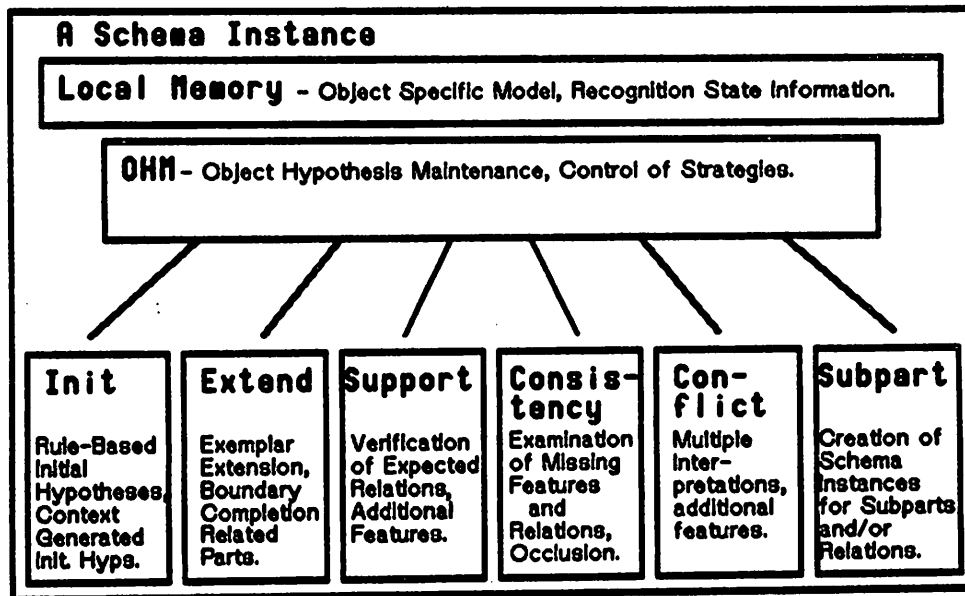 A Schema Instance
Local Memory - Object Specific Model, Recognition State Information.
OHM - Object Hypothesis Maintenance, Control of Strategies.
Init
Rule-Based
Initial
Hypotheses,
Context
Generated
Init. Hyps.
Extend
Exemplar
Extension,
Boundary
Completion
Related
Parts.
Support
Verification
of Expected
Relations,
Additional
Features.
Consis-
tency
Examination
of Missing
Features
and
Relations,
Occlusion.
Con-
flict
Multiple
Inter-
pretations,
additional
features.
Subpart
Creation of
Schema
Instances
for Subparts
and/or
Relations.